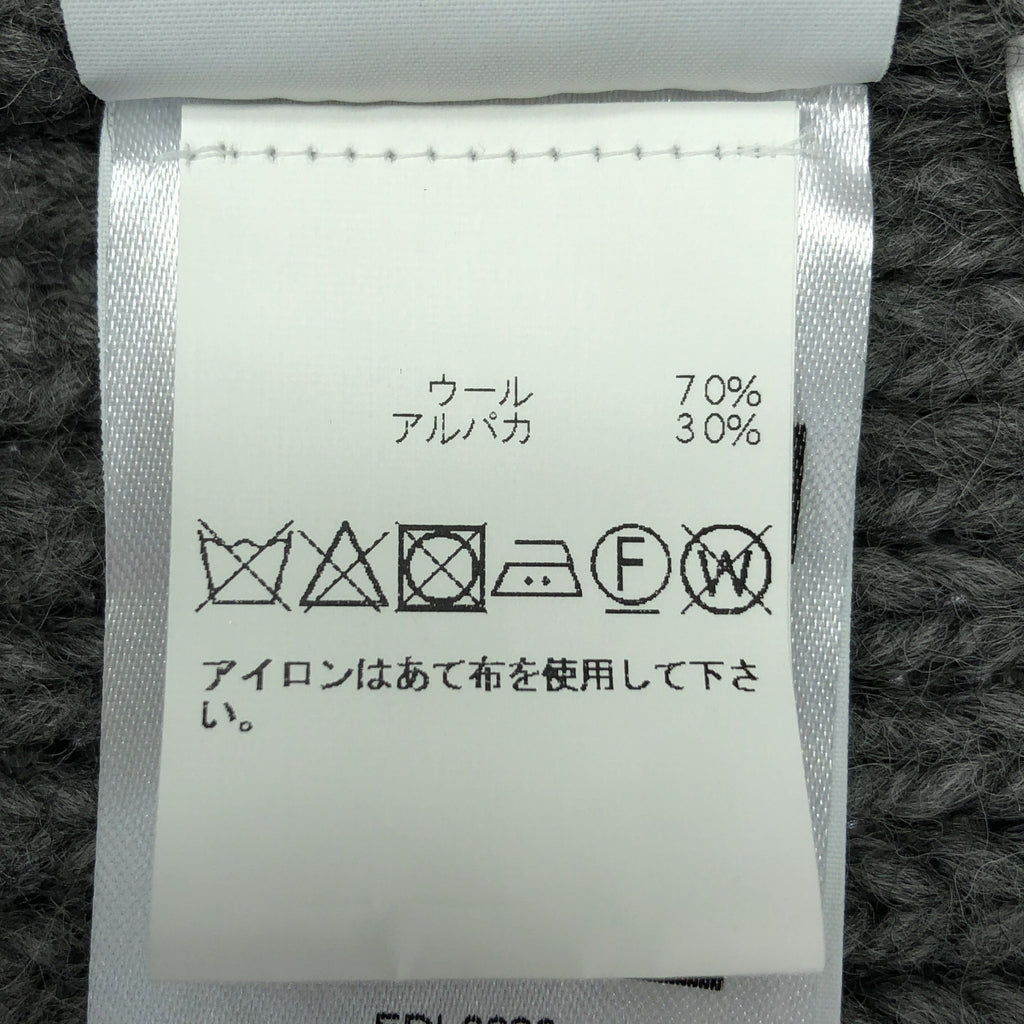 ウール 70%
アルパカ 30%
F W
アイロンはあて布を使用して下さ
い。